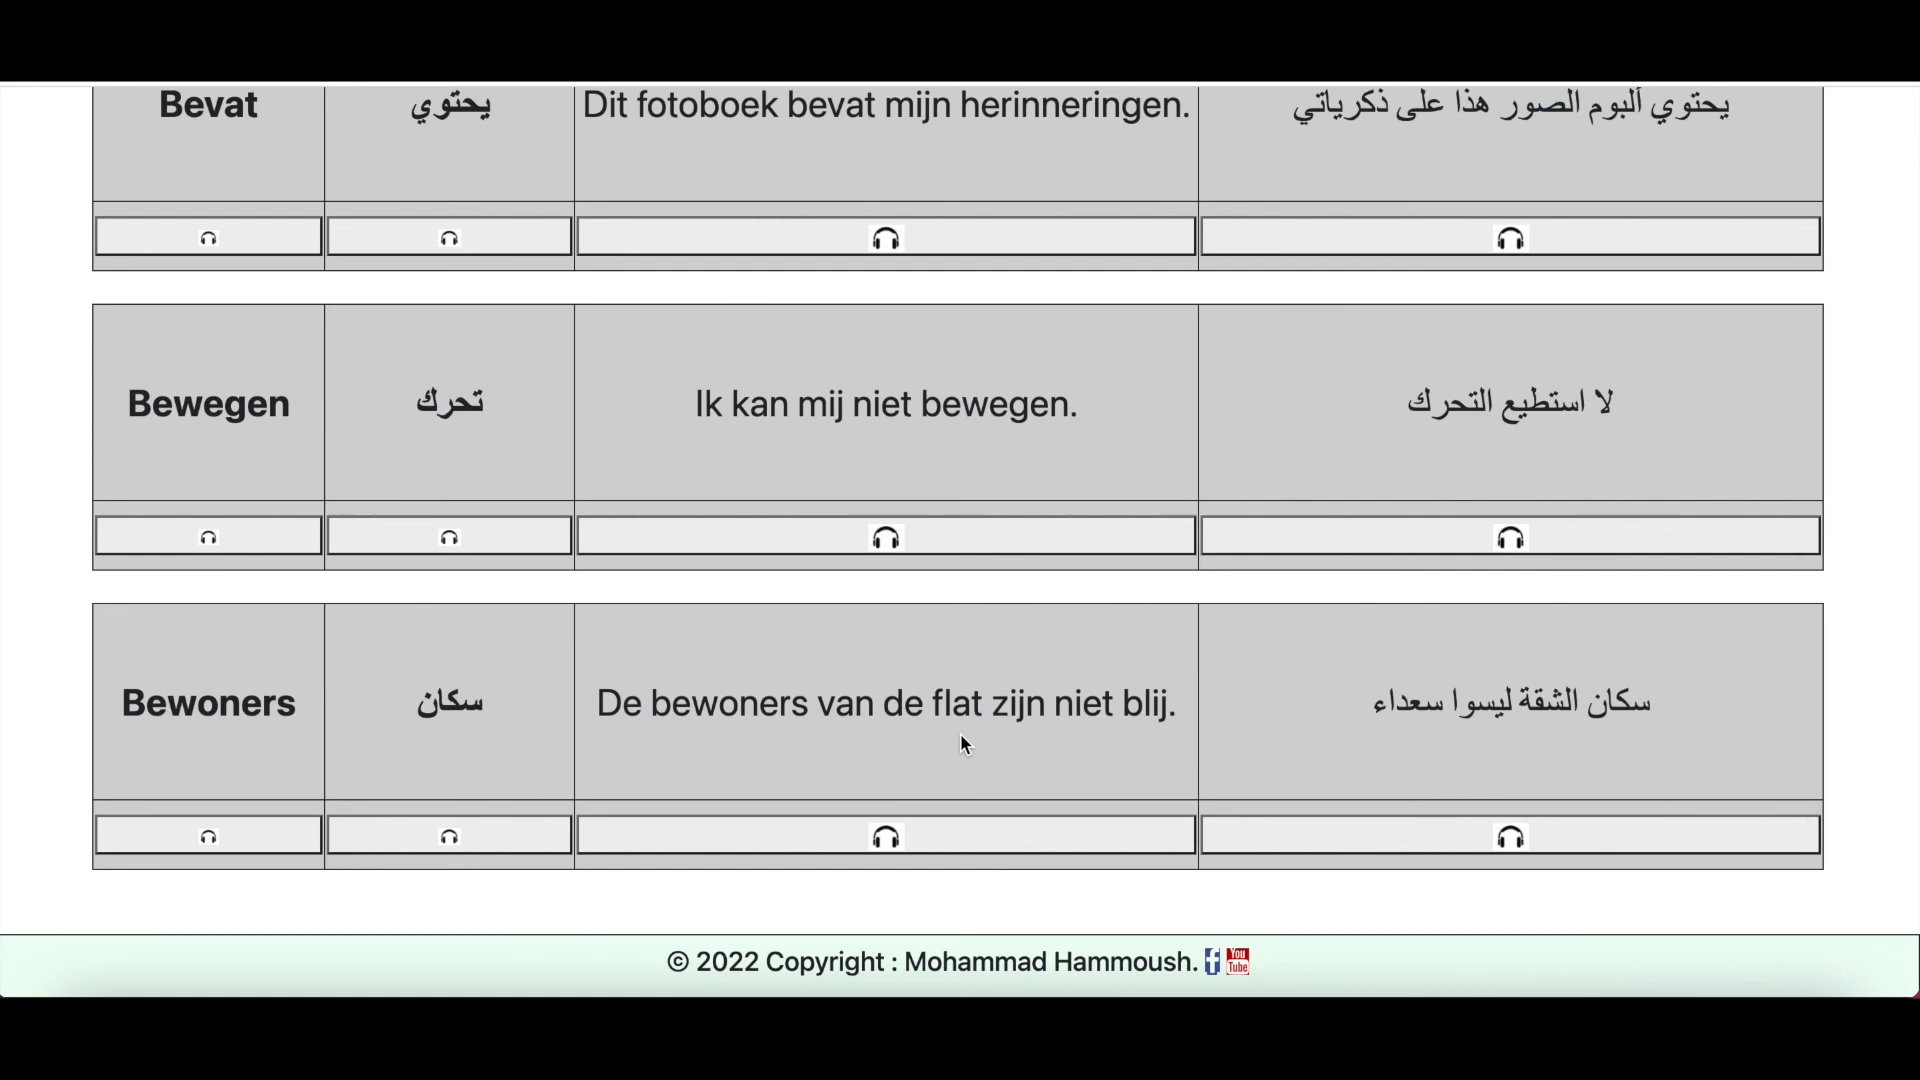 Bevat
يحتوي
Dit fotoboek bevat mijn herinneringen.
يحتوي ألبوم الصور هذا على ذكرياتي
Bewegen
تحرك
Ik kan mij niet bewegen.
لا استطيع التحرك
Bewoners
سكان
De bewoners van de flat zijn niet blij.
سكان الشقة ليسوا سعداء
© 2022 Copyright : Mohammad Hammoush. f You Tube